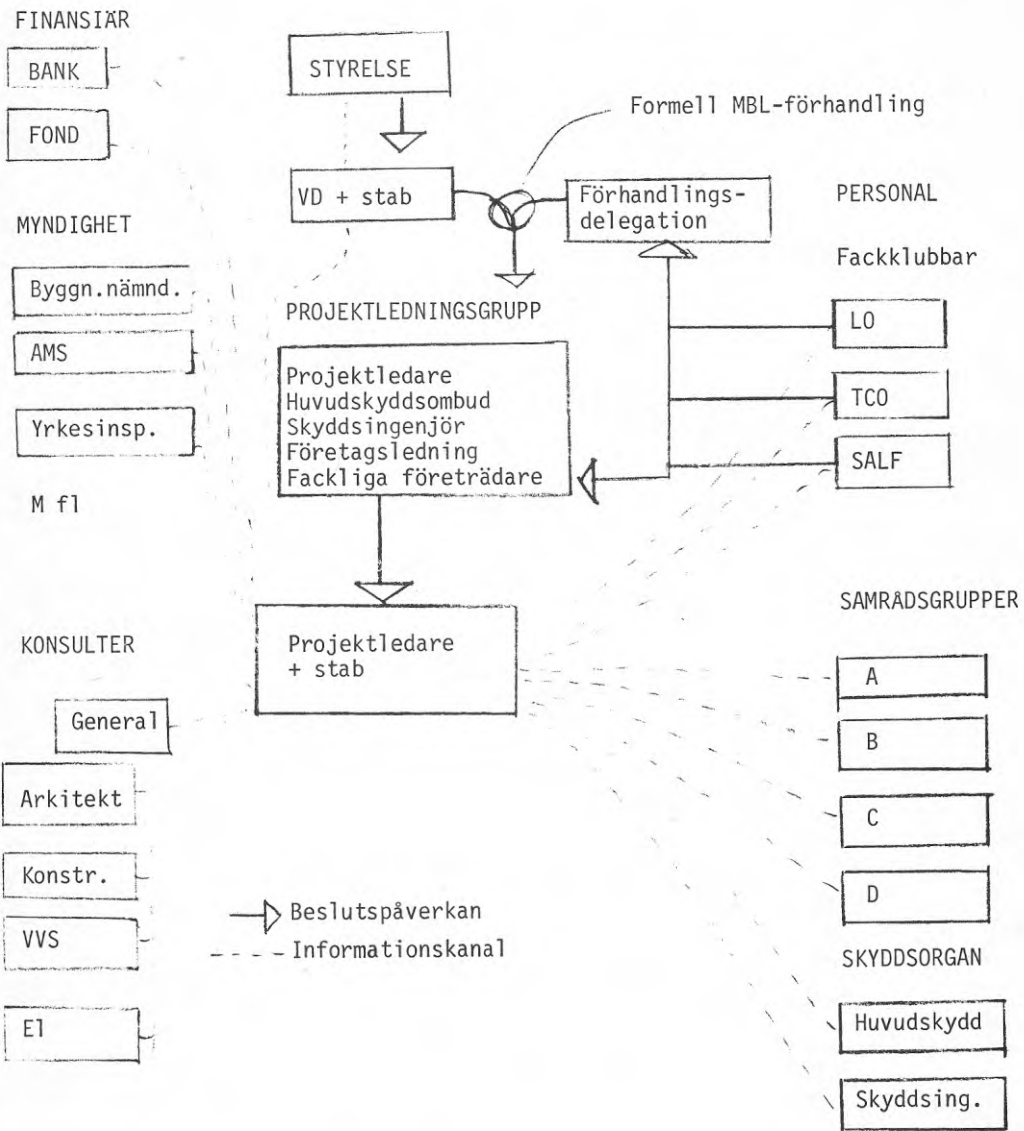 FINANSIÄR
BANK
FOND
STYRELSE
Formell MBL-förhandling
VD + stab
Förhandlings-
delegation
PERSONAL
Fackklubbar
LO
TCO
SALF
MYNDIGHET
Byggn.nämnd.
AMS
Yrkesinsp.
M fl
PROJEKTLEDNINGSGRUPP
Projektledare
Huvudskyddsombud
Skyddsingenjör
Företagsledning
Fackliga företrädare
Projektledare
+ stab
KONSULTER
General
Arkitekt
Konstr.
VVS
El
SAMRÅDSGRUPPER
A
B
C
D
SKYDDSORGAN
Huvudskydd
Skyddsing.
Beslutspåverkan
Informationskanal